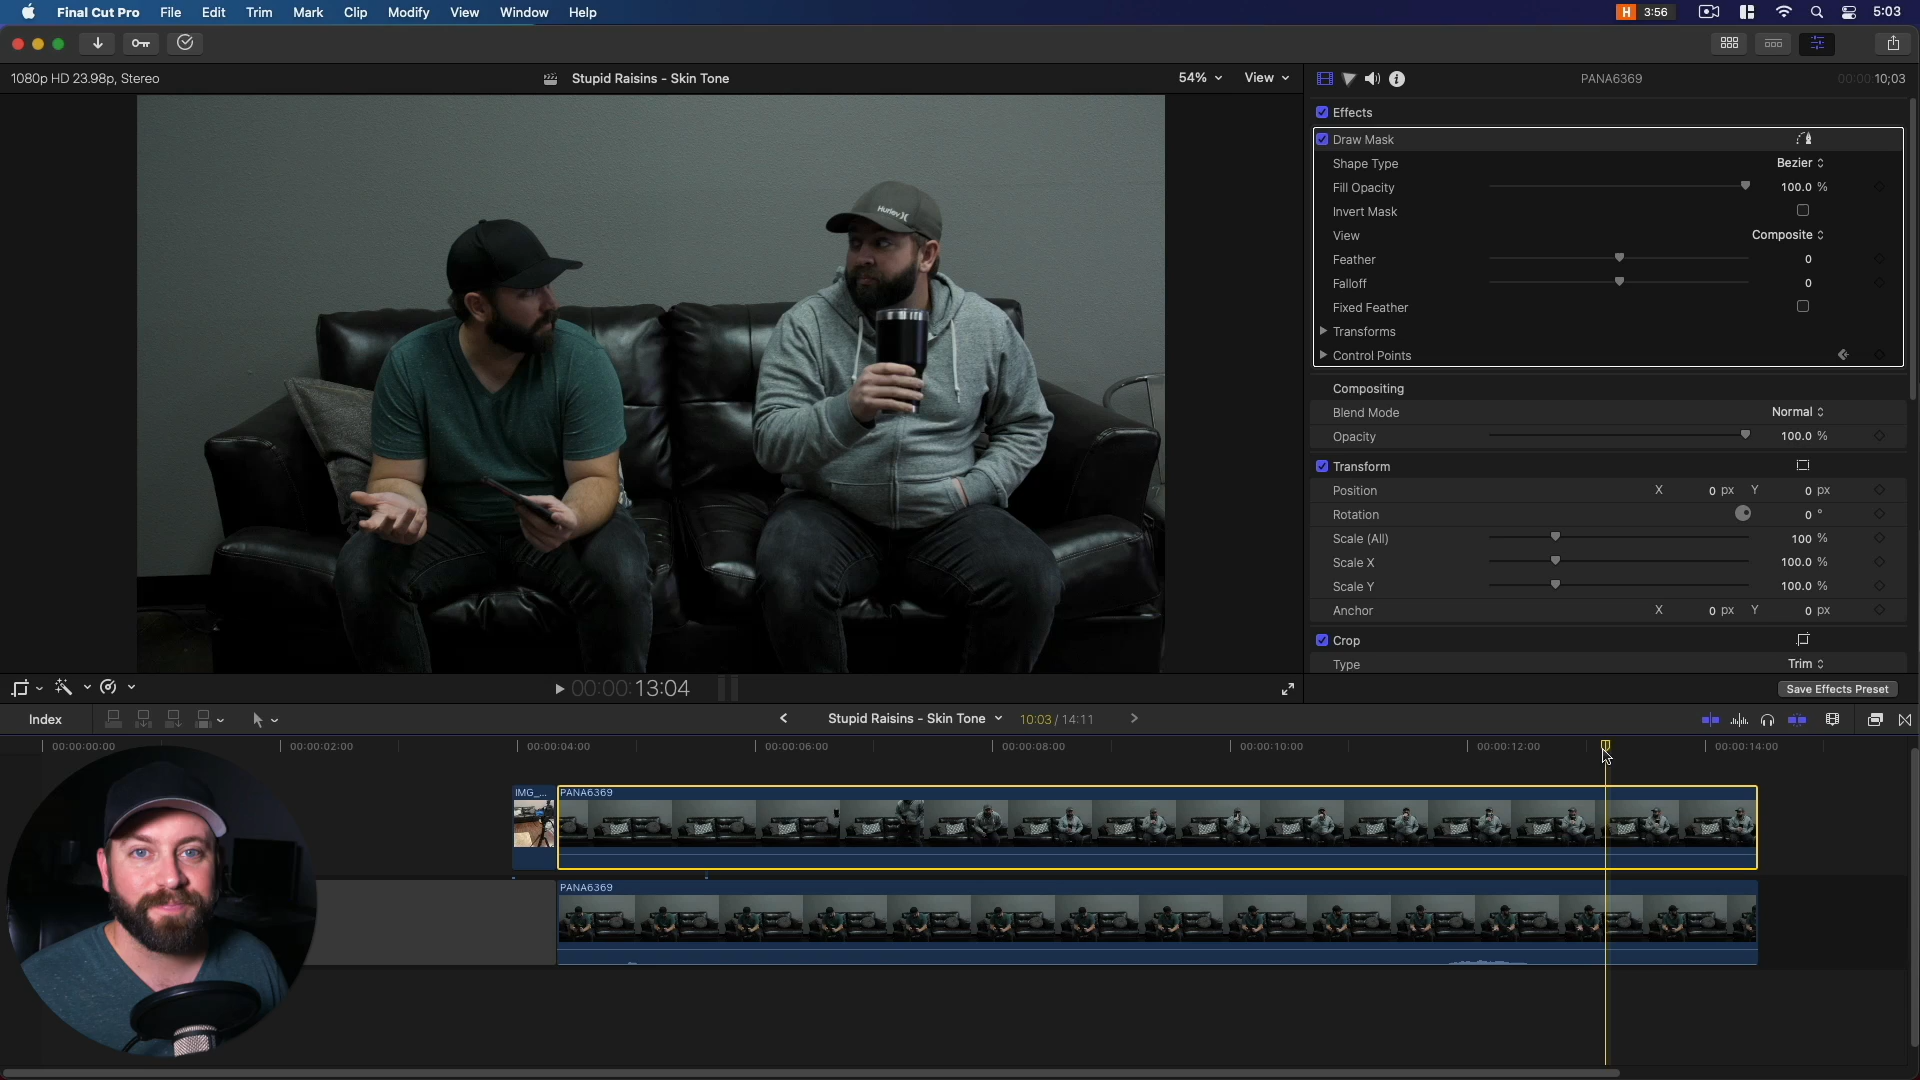 Final Cut Pro File Edit Trim Mark Clip Modify View Window Help H 3:56 5:03
1080p HD 23.98p, Stereo Stupid Raisins - Skin Tone 54% View PANA6369 00:00:10;03
Effects
Draw Mask
Shape Type Bezier
Fill Opacity 100.0 %
Invert Mask
View Composite
Feather 0
Falloff 0
Fixed Feather
Transforms
Control Points
Compositing
Blend Mode Normal
Opacity 100.0 %
Transform
Position X 0 px Y 0 px
Rotation 0 °
Scale (All) 100 %
Scale X 100.0 %
Scale Y 100.0 %
Anchor X 0 px Y 0 px
Crop
Type Trim
Hurley
00:00:13:04 Save Effects Preset
Index Stupid Raisins - Skin Tone 10:03 / 14:11
00:00:00:00 00:00:02:00 00:00:04:00 00:00:06:00 00:00:08:00 00:00:10:00 00:00:12:00 00:00:14:00
IMG_... PANA6369
PANA6369